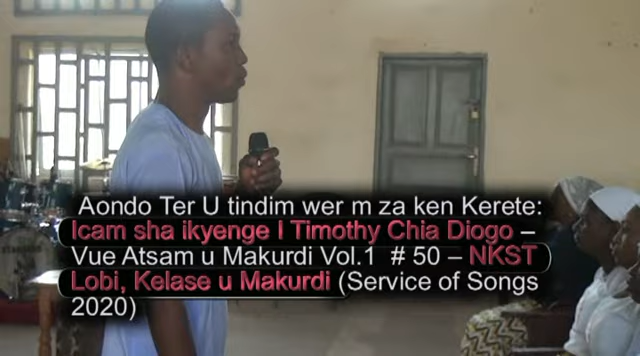 Aondo Ter U tindim wer m za ken Kerete:
Icam sha ikyenge I Timothy Chia Diogo –
Vue Atsam u Makurdi Vol.1 # 50 – NKST
Lobi, Kelase u Makurdi (Service of Songs
2020)